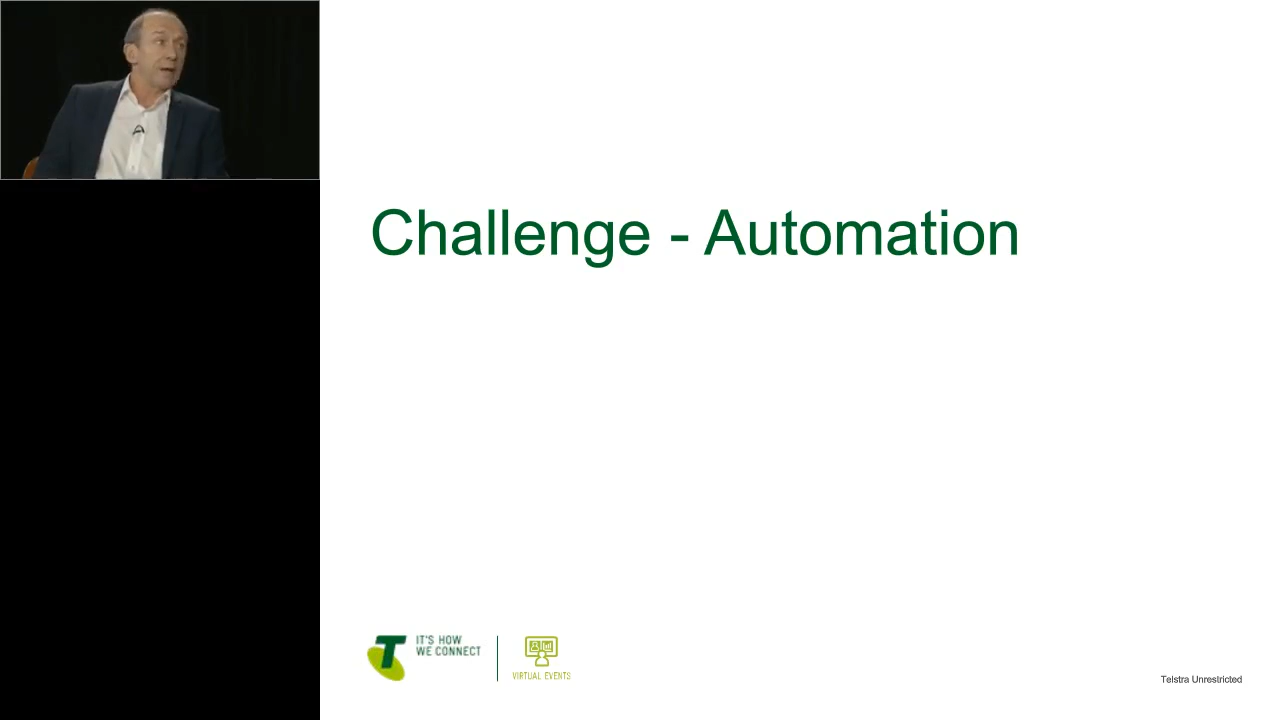 Challenge - Automation
IT'S HOW
WE CONNECT
VIRTUAL EVENTS
Telstra Unrestricted